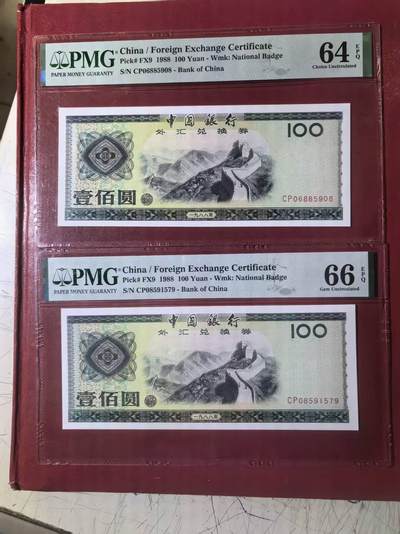 PMG
PAPER MONEY GUARANTY
China / Foreign Exchange Certificate
Pick# FX9 1988 100 Yuan - Wmk: National Badge
S/N CP06885908 - Bank of China
64 EPQ
Choice Uncirculated
中国银行
外汇兑换券
100
CP06885908
壹佰圆
一九八八年
PMG
PAPER MONEY GUARANTY
China / Foreign Exchange Certificate
Pick# FX9 1988 100 Yuan - Wmk: National Badge
S/N CP08591579 - Bank of China
66 EPQ
Gem Uncirculated
中国银行
外汇兑换券
100
CP08591579
壹佰圆
一九八八年